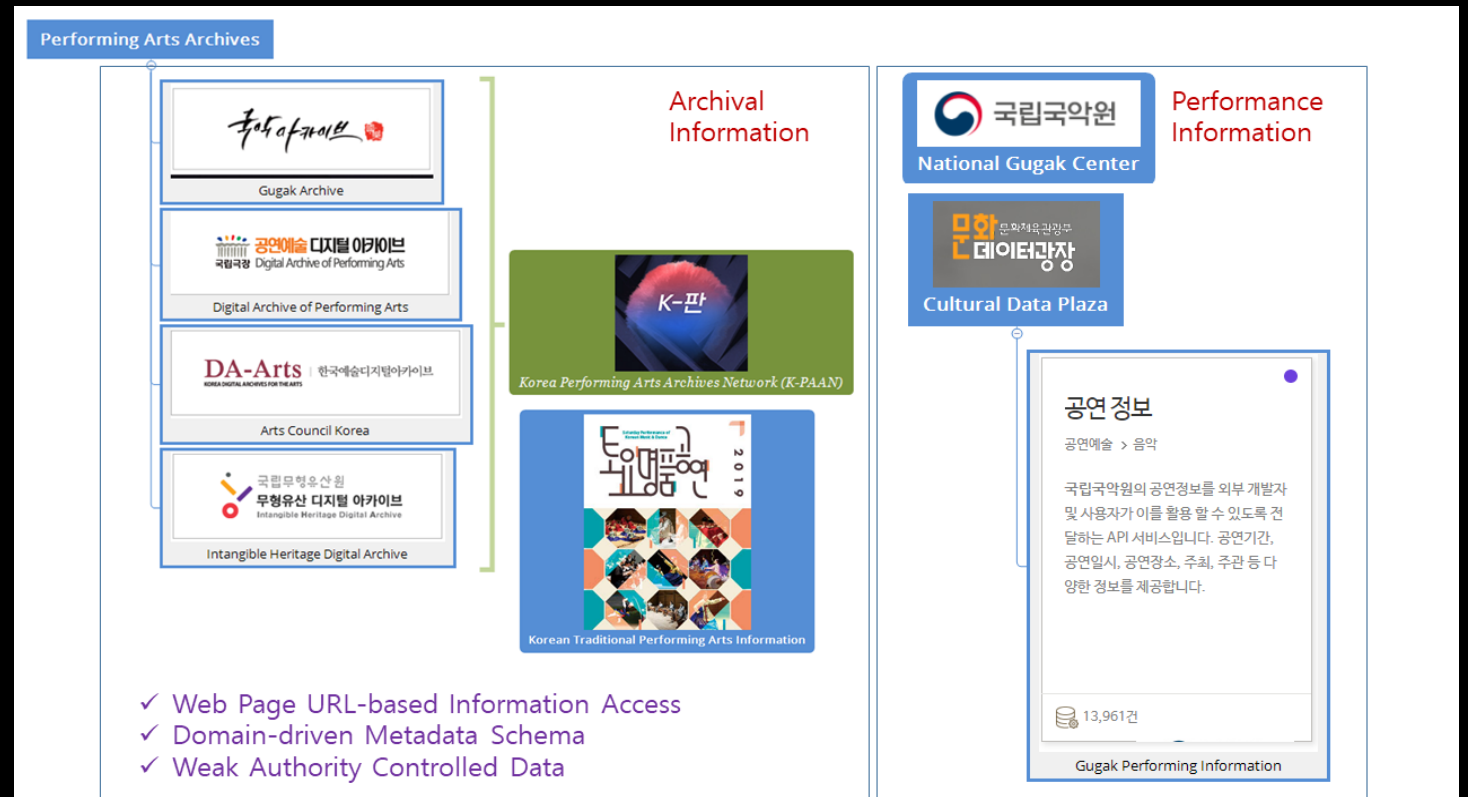 Performing Arts Archives
국악아카이브
Gugak Archive
공연예술 디지털 아카이브
국립극장 Digital Archive of Performing Arts
Digital Archive of Performing Arts
DA-Arts 한국예술디지털아카이브
KOREA DIGITAL ARCHIVES FOR THE ARTS
Arts Council Korea
국립무형유산원
무형유산 디지털 아카이브
Intangible Heritage Digital Archive
Intangible Heritage Digital Archive
Archival
Information
K-판
Korea Performing Arts Archives Network (K-PAAN)
Saturday Performance of
Korean Music & Dance
토요명품공연
2019
Korean Traditional Performing Arts Information
✓ Web Page URL-based Information Access
✓ Domain-driven Metadata Schema
✓ Weak Authority Controlled Data
국립국악원
National Gugak Center
Performance
Information
문화 문화체육관광부
데이터광장
Cultural Data Plaza
공연 정보
공연예술 > 음악
국립국악원의 공연정보를 외부 개발자
및 사용자가 이를 활용 할 수 있도록 전
달하는 API 서비스입니다. 공연기간,
공연일시, 공연장소, 주최, 주관 등 다
양한 정보를 제공합니다.
13,961건
Gugak Performing Information